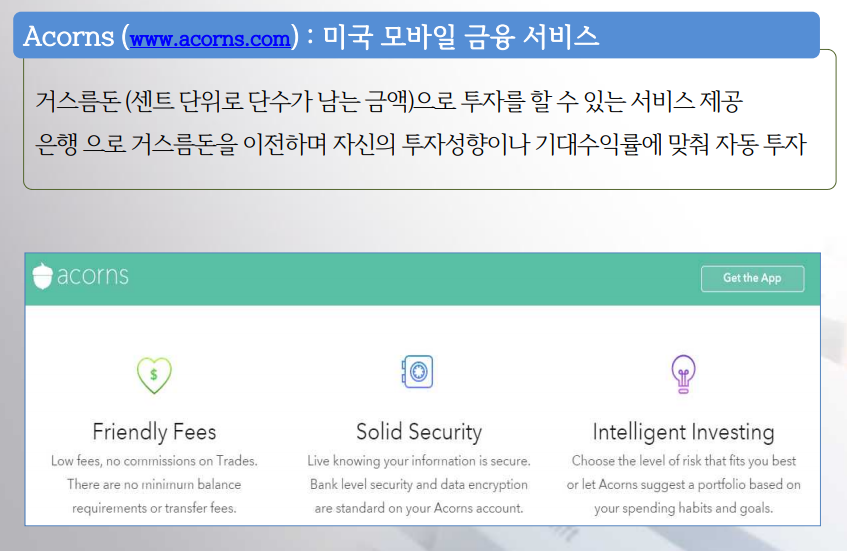 Acorns (www.acorns.com) : 미국 모바일 금융 서비스
거스름돈 (센트 단위로 단수가 남는 금액)으로 투자를 할 수 있는 서비스 제공
은행 으로 거스름돈을 이전하며 자신의 투자성향이나 기대수익률에 맞춰 자동 투자
acorns
Get the App
$
Friendly Fees
Low fees, no commissions on Trades.
There are no minimum balance
requirements or transfer fees.
Solid Security
Live knowing your information is secure.
Bank level security and data encryption
are standard on your Acorns account.
Intelligent Investing
Choose the level of risk that fits you best
or let Acorns suggest a portfolio based on
your spending habits and goals.